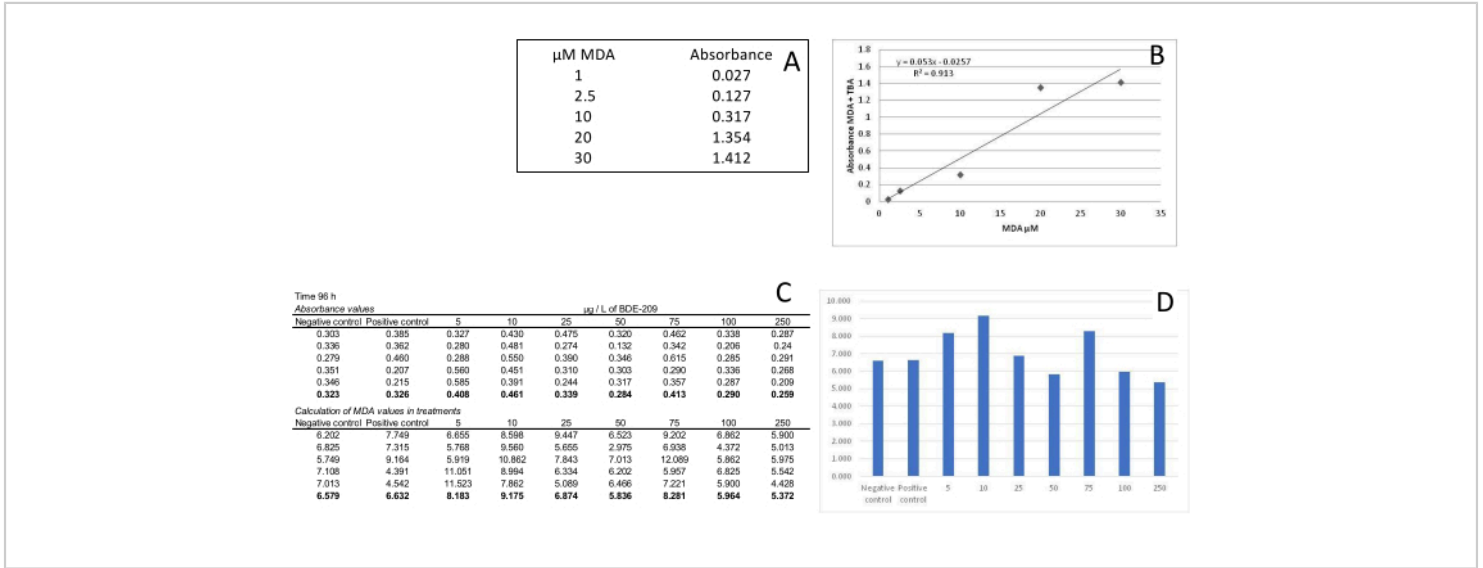 μM MDA Absorbance A
1 0.027
2.5 0.127
10 0.317
20 1.354
30 1.412
B
y = 0.053x - 0.0257
R² = 0.913
Absorbance MDA + TBA
1.8
1.6
1.4
1.2
1
0.8
0.6
0.4
0.2
0
0 5 10 15 20 25 30 35
MDA μM
C
Time 96 h
Absorbance values μg / L of BDE-209
Negative control Positive control 5 10 25 50 75 100 250
0.303 0.385 0.327 0.430 0.475 0.320 0.462 0.338 0.287
0.336 0.362 0.280 0.481 0.274 0.132 0.342 0.206 0.24
0.279 0.460 0.288 0.550 0.390 0.346 0.615 0.285 0.291
0.351 0.207 0.560 0.451 0.310 0.303 0.290 0.336 0.268
0.346 0.215 0.585 0.391 0.244 0.317 0.357 0.287 0.209
0.323 0.326 0.408 0.461 0.339 0.284 0.413 0.290 0.259
Calculation of MDA values in treatments
Negative control Positive control 5 10 25 50 75 100 250
6.202 7.749 6.655 8.598 9.447 6.523 9.202 6.862 5.900
6.825 7.315 5.768 9.560 5.655 2.975 6.938 4.372 5.013
5.749 9.164 5.919 10.862 7.843 7.013 12.089 5.862 5.975
7.108 4.391 11.051 8.994 6.334 6.202 5.957 6.825 5.542
7.013 4.542 11.523 7.862 5.089 6.466 7.221 5.900 4.428
6.579 6.632 8.183 9.175 6.874 5.836 8.281 5.964 5.372
D
10.000
9.000
8.000
7.000
6.000
5.000
4.000
3.000
2.000
1.000
0.000
Negative Positive 5 10 25 50 75 100 250
control control